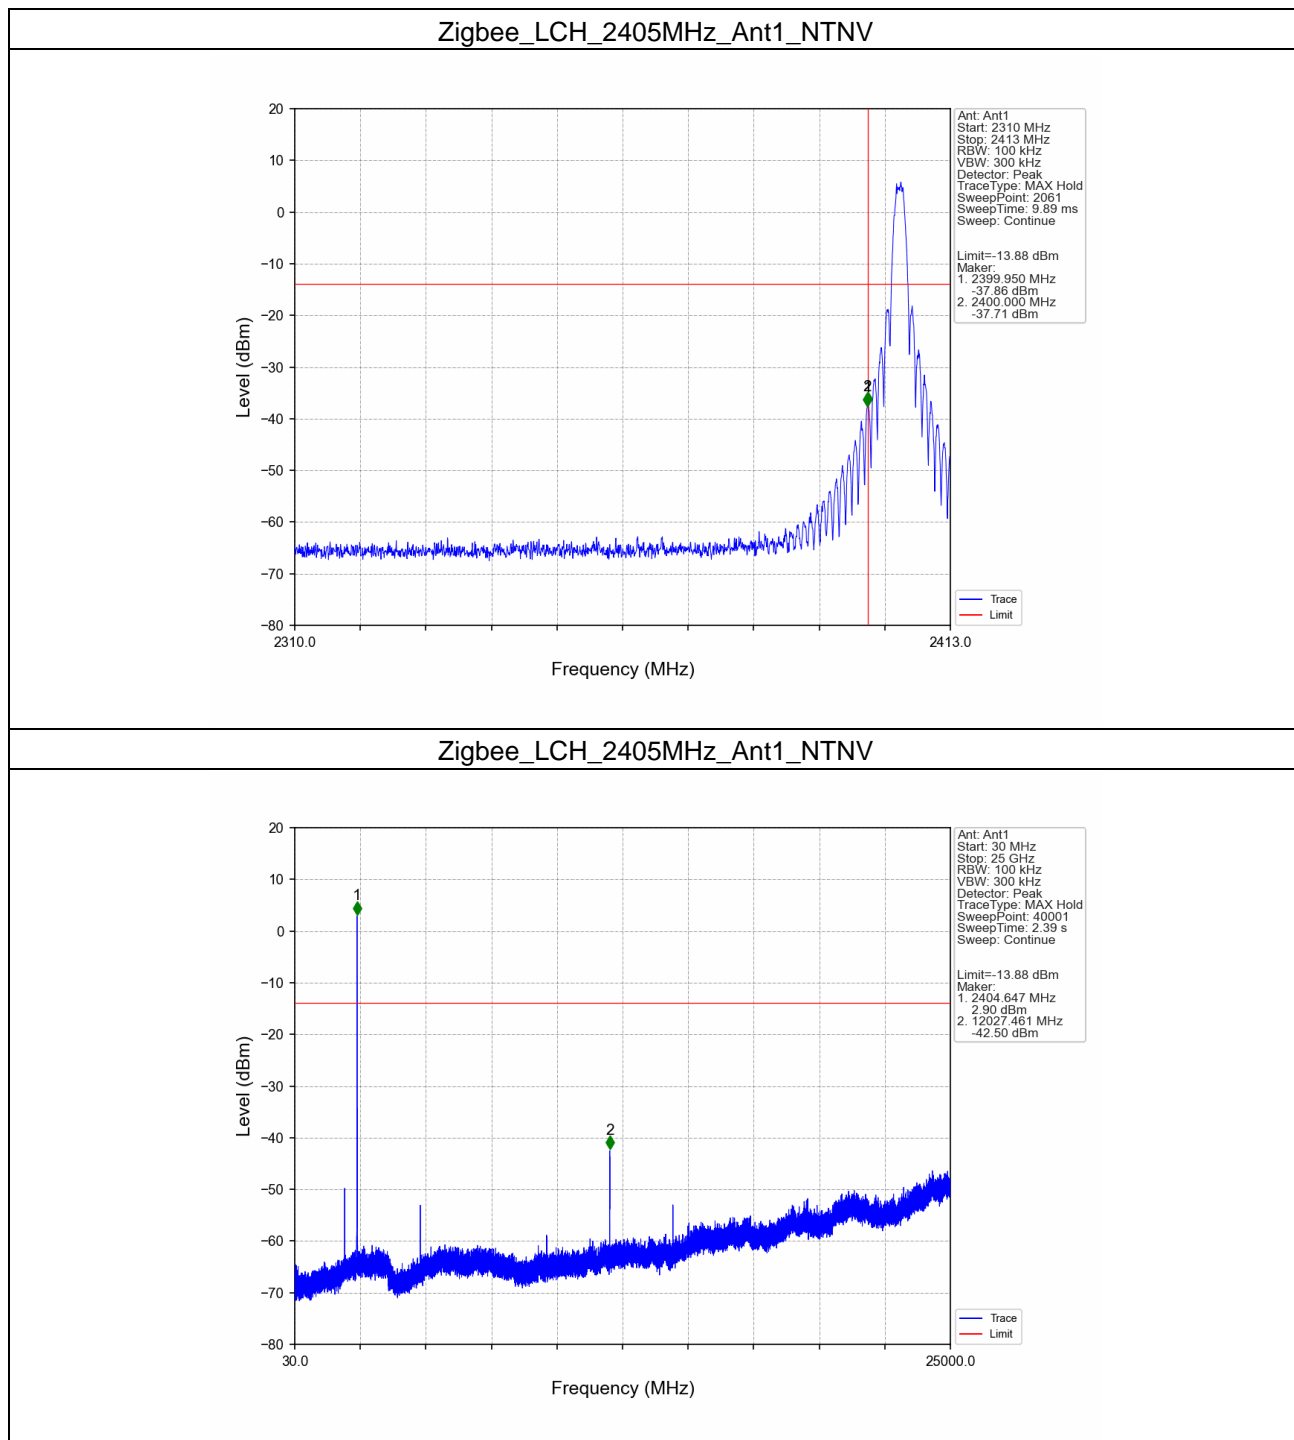 Zigbee_LCH_2405MHz_Ant1_NTNV
20
10
0
−10
−20
−30
−40
−50
−60
−70
−80
Level (dBm)
2310.0
2413.0
Frequency (MHz)
2
Ant: Ant1
Start: 2310 MHz
Stop: 2413 MHz
RBW: 100 kHz
VBW: 300 kHz
Detector: Peak
TraceType: MAX Hold
SweepPoint: 2061
SweepTime: 9.89 ms
Sweep: Continue
Limit=-13.88 dBm
Maker:
1. 2399.950 MHz
-37.86 dBm
2. 2400.000 MHz
-37.71 dBm
Trace
Limit
Zigbee_LCH_2405MHz_Ant1_NTNV
20
10
0
−10
−20
−30
−40
−50
−60
−70
−80
Level (dBm)
30.0
25000.0
Frequency (MHz)
1
2
Ant: Ant1
Start: 30 MHz
Stop: 25 GHz
RBW: 100 kHz
VBW: 300 kHz
Detector: Peak
TraceType: MAX Hold
SweepPoint: 40001
SweepTime: 2.39 s
Sweep: Continue
Limit=-13.88 dBm
Maker:
1. 2404.647 MHz
2.90 dBm
2. 12027.461 MHz
-42.50 dBm
Trace
Limit